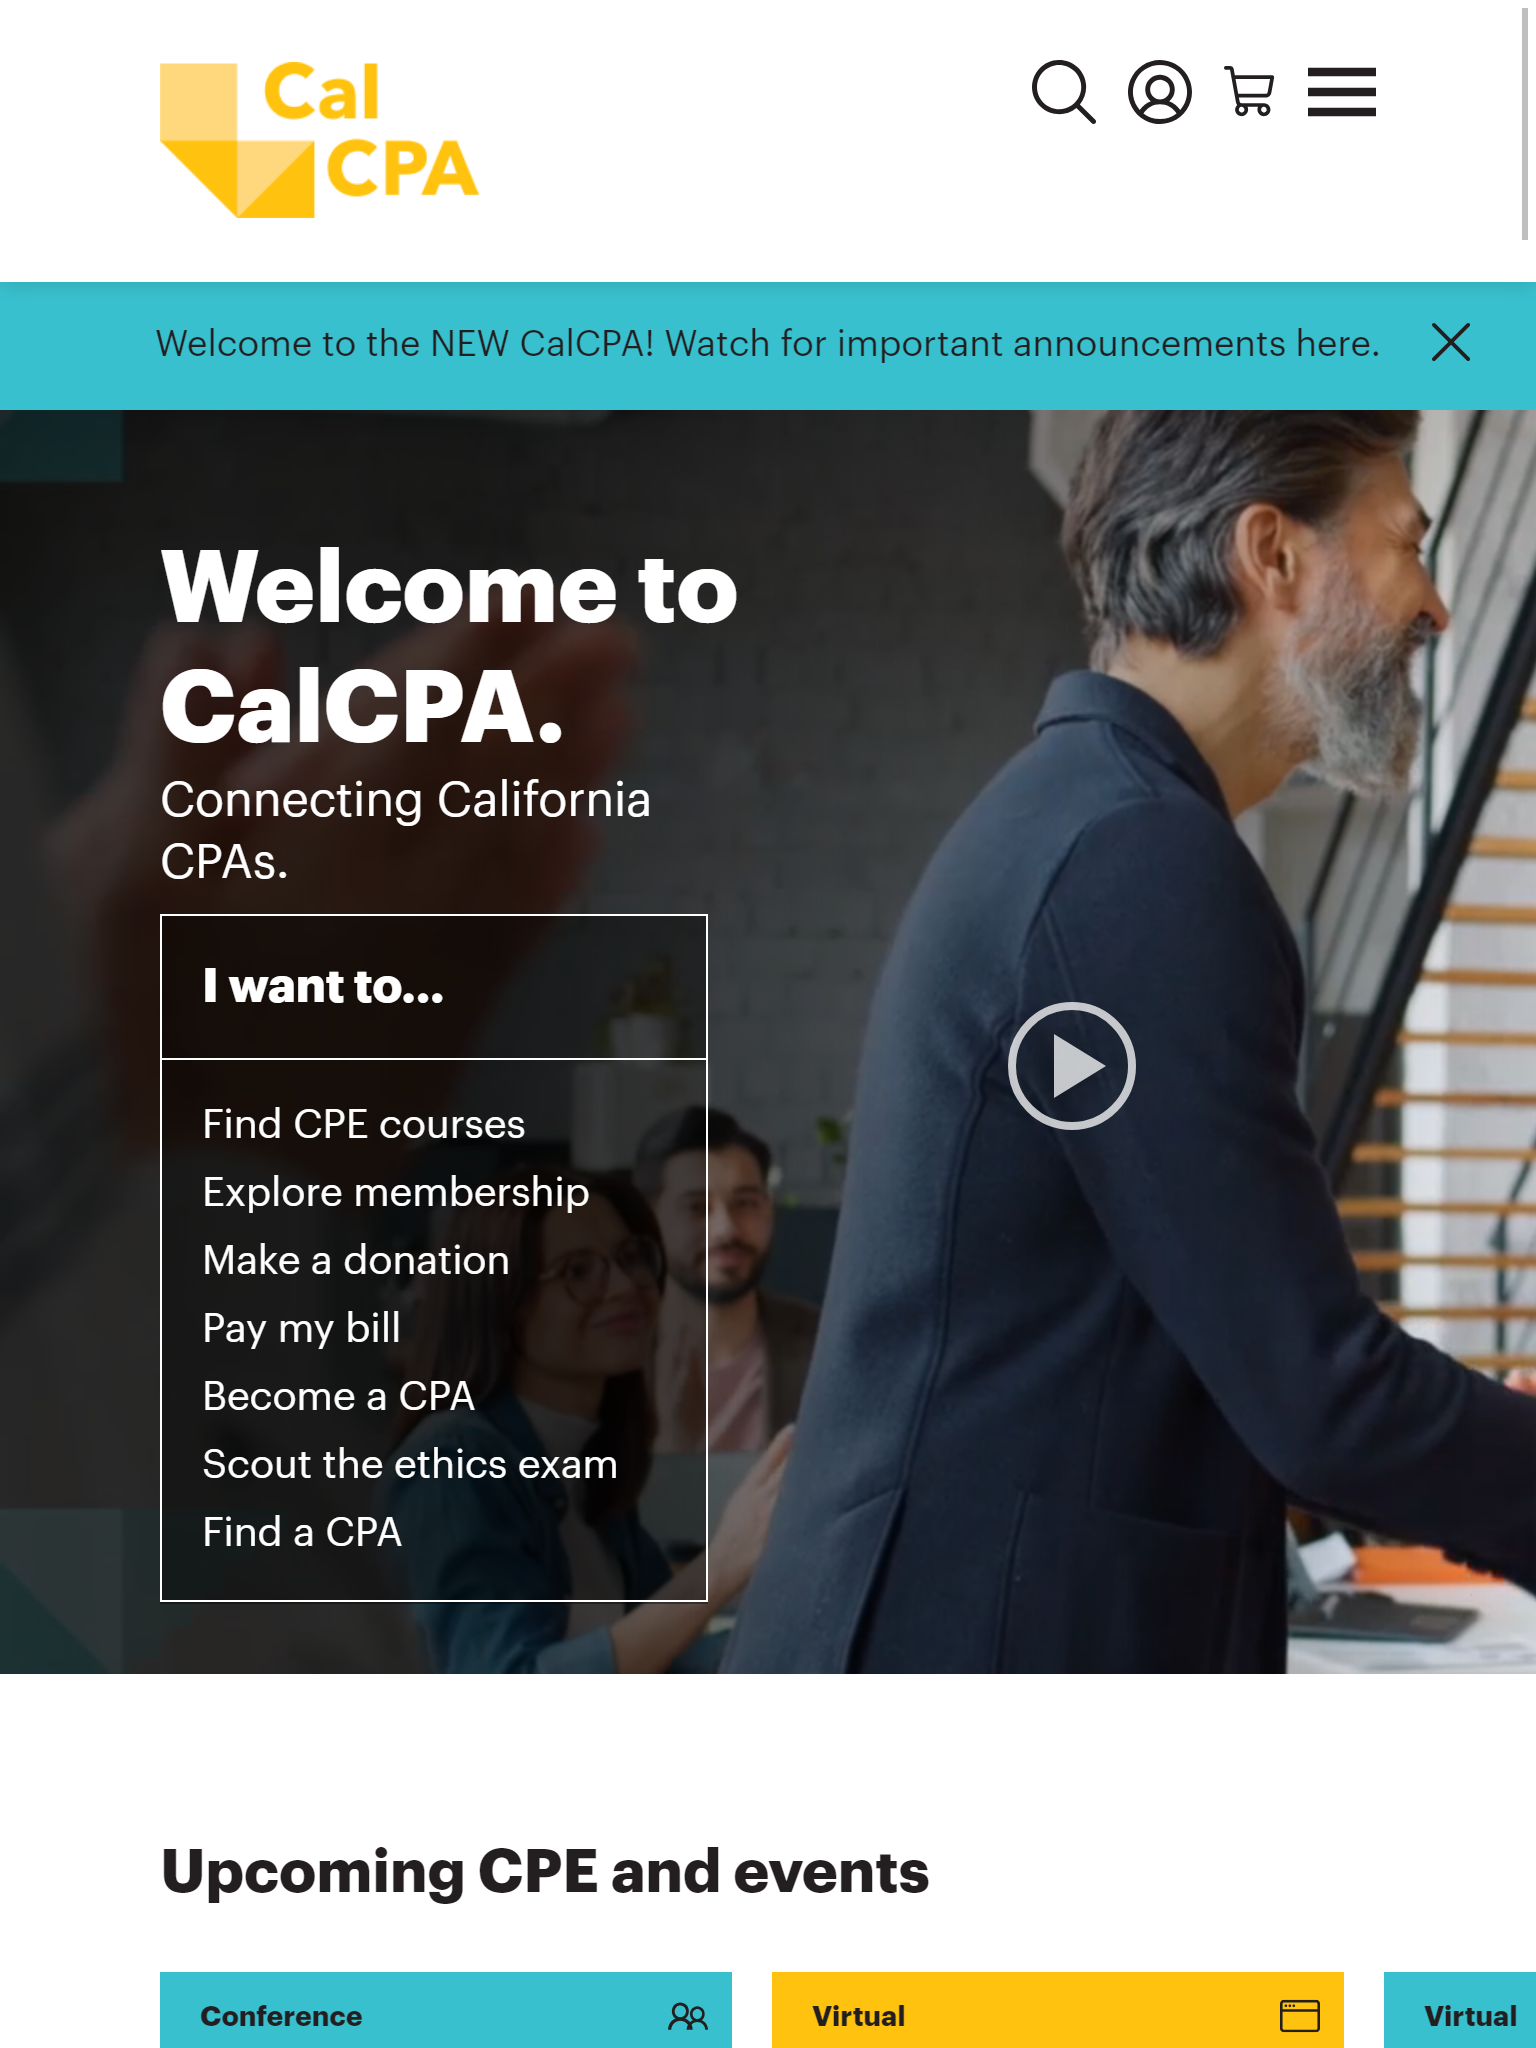 Cal
CPA
Welcome to the NEW CalCPA! Watch for important announcements here.
Welcome to
CalCPA.
Connecting California
CPAs.
I want to...
Find CPE courses
Explore membership
Make a donation
Pay my bill
Become a CPA
Scout the ethics exam
Find a CPA
Upcoming CPE and events
Conference
Virtual
Virtual